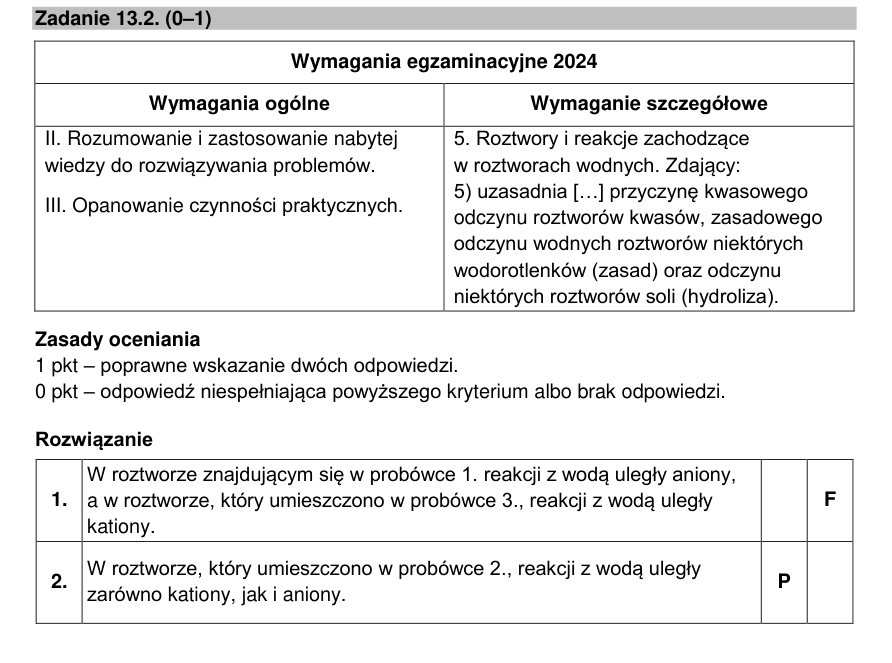 Zadanie 13.2. (0–1)
Wymagania egzaminacyjne 2024
Wymagania ogólne
Wymaganie szczegółowe
II. Rozumowanie i zastosowanie nabytej
wiedzy do rozwiązywania problemów.
III. Opanowanie czynności praktycznych.
5. Roztwory i reakcje zachodzące
w roztworach wodnych. Zdający:
5) uzasadnia […] przyczynę kwasowego
odczynu roztworów kwasów, zasadowego
odczynu wodnych roztworów niektórych
wodorotlenków (zasad) oraz odczynu
niektórych roztworów soli (hydroliza).
Zasady oceniania
1 pkt – poprawne wskazanie dwóch odpowiedzi.
0 pkt – odpowiedź niespełniająca powyższego kryterium albo brak odpowiedzi.
Rozwiązanie
1.
W roztworze znajdującym się w probówce 1. reakcji z wodą uległy aniony,
a w roztworze, który umieszczono w probówce 3., reakcji z wodą uległy
kationy.
F
2.
W roztworze, który umieszczono w probówce 2., reakcji z wodą uległy
zarówno kationy, jak i aniony.
P